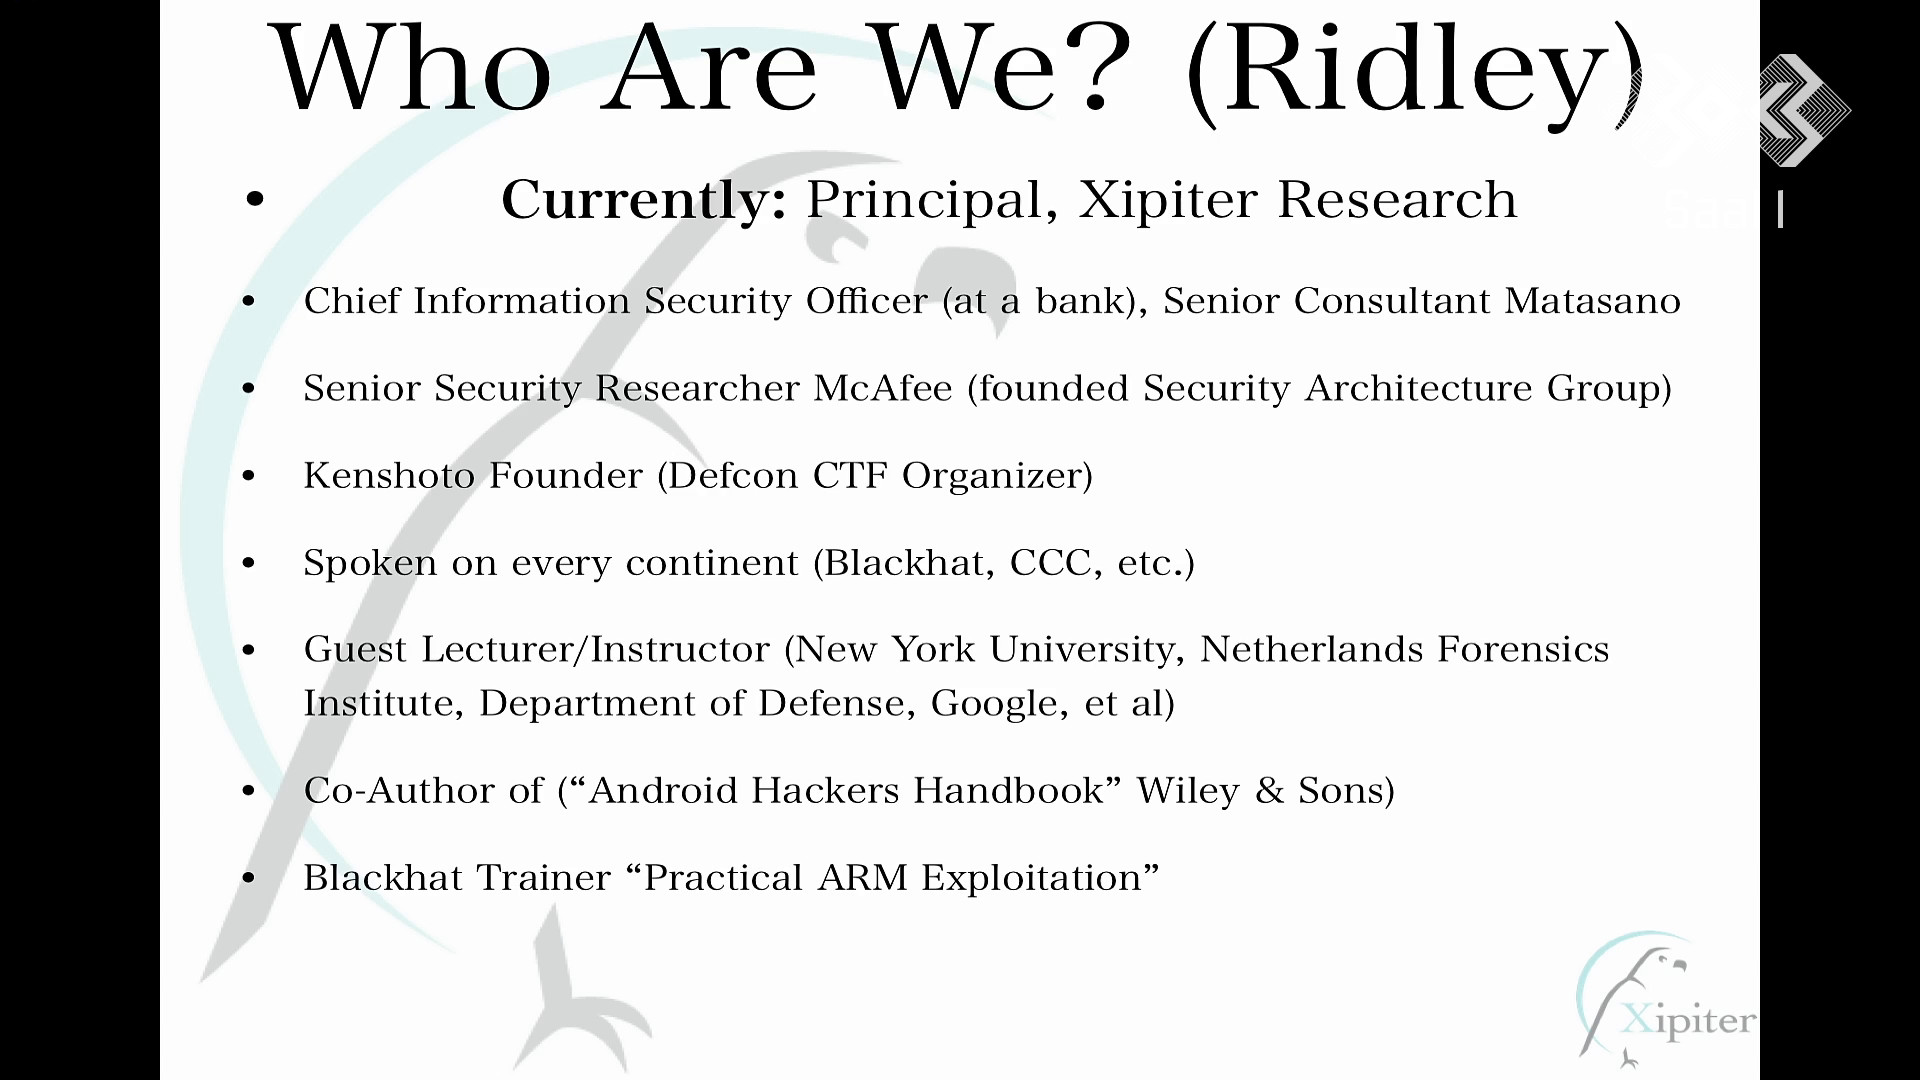 Who Are We? (Ridley)
• Currently: Principal, Xipiter Research
• Chief Information Security Officer (at a bank), Senior Consultant Matasano
• Senior Security Researcher McAfee (founded Security Architecture Group)
• Kenshoto Founder (Defcon CTF Organizer)
• Spoken on every continent (Blackhat, CCC, etc.)
• Guest Lecturer/Instructor (New York University, Netherlands Forensics
Institute, Department of Defense, Google, et al)
• Co-Author of (“Android Hackers Handbook” Wiley & Sons)
• Blackhat Trainer “Practical ARM Exploitation”
Xipiter